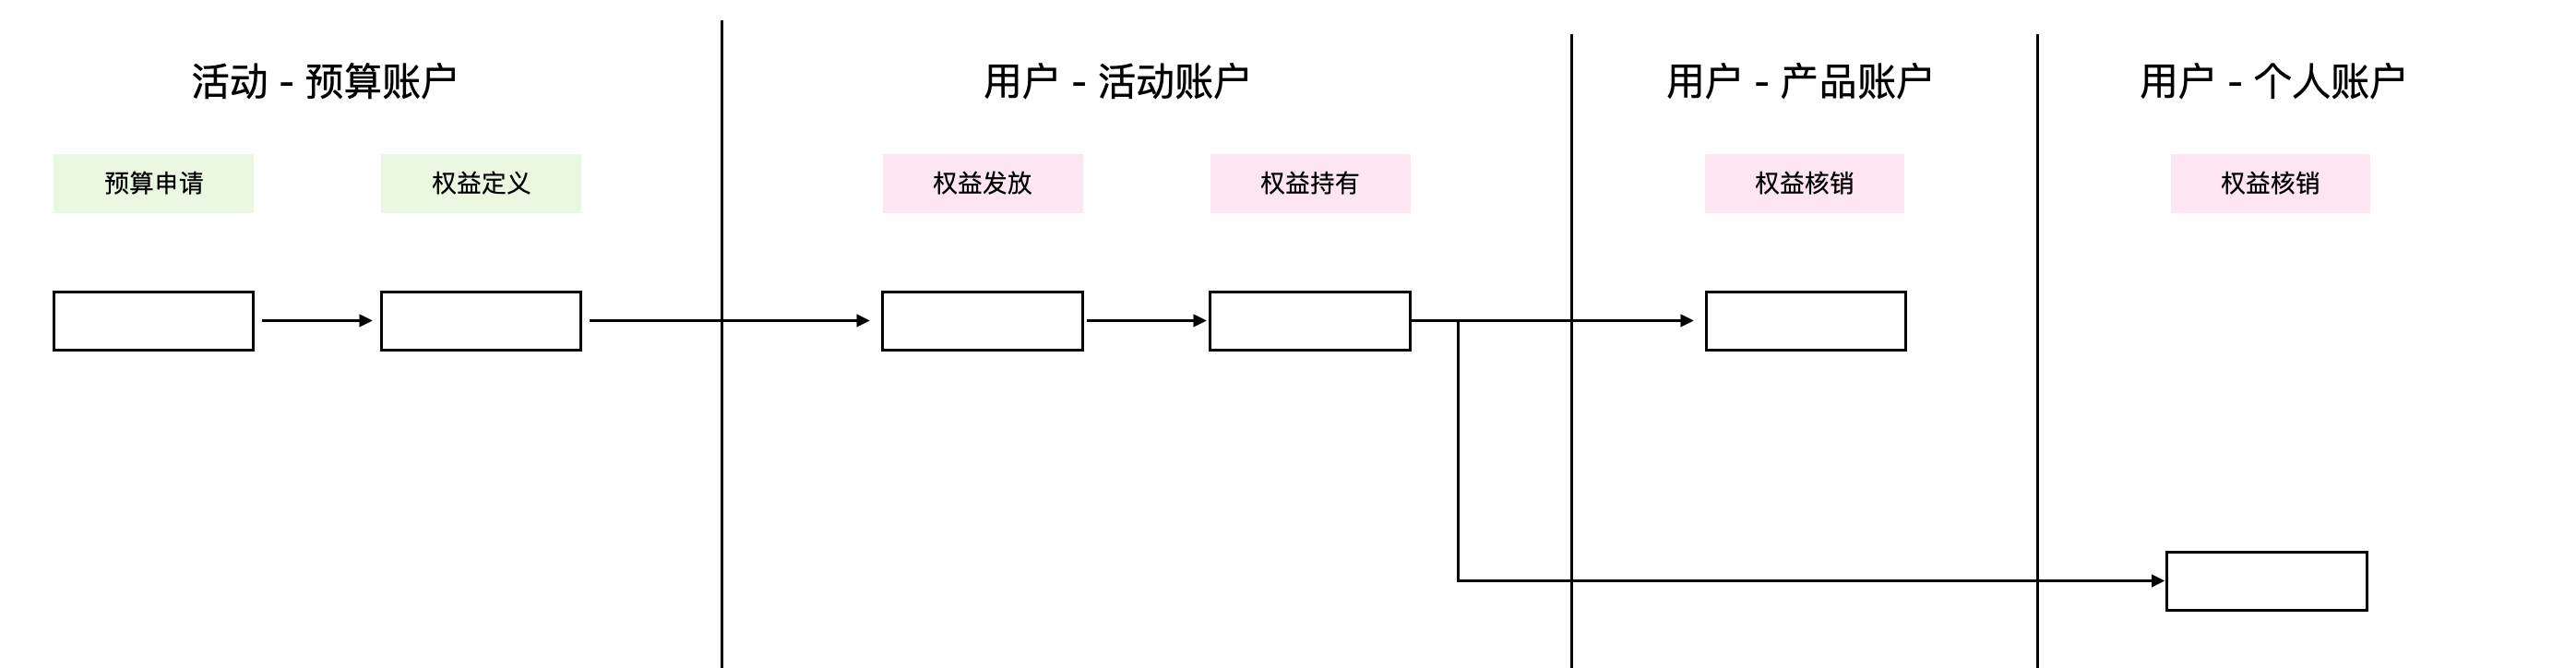 活动 - 预算账户
用户 - 活动账户
用户 - 产品账户
用户 - 个人账户
预算申请
权益定义
权益发放
权益持有
权益核销
权益核销